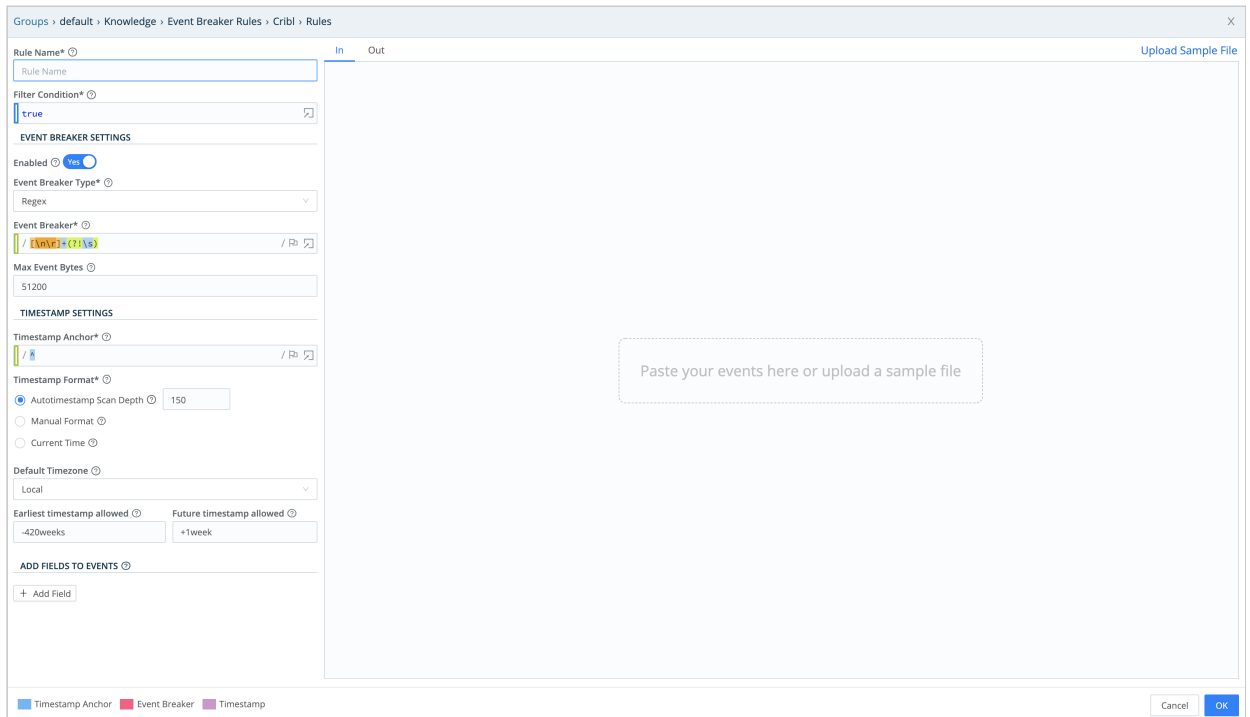 Groups › default › Knowledge › Event Breaker Rules › Cribl › Rules X
Rule Name* ?
Rule Name
Filter Condition* ?
true
EVENT BREAKER SETTINGS
Enabled ? Yes
Event Breaker Type* ?
Regex
Event Breaker* ?
/ [\n\r]+(?!\s) /
Max Event Bytes ?
51200
TIMESTAMP SETTINGS
Timestamp Anchor* ?
/ ^ /
Timestamp Format* ?
Autotimestamp Scan Depth ? 150
Manual Format ?
Current Time ?
Default Timezone ?
Local
Earliest timestamp allowed ? Future timestamp allowed ?
-420weeks +1week
ADD FIELDS TO EVENTS ?
+ Add Field
In Out Upload Sample File
Paste your events here or upload a sample file
Timestamp Anchor Event Breaker Timestamp
Cancel OK